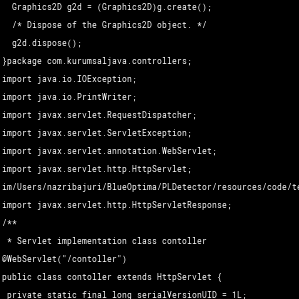 Graphics2D g2d = (Graphics2D)g.create();
/* Dispose of the Graphics2D object. */
g2d.dispose();
}package com.kurumsaljava.controllers;
import java.io.IOException;
import java.io.PrintWriter;
import javax.servlet.RequestDispatcher;
import javax.servlet.ServletException;
import javax.servlet.annotation.WebServlet;
import javax.servlet.http.HttpServlet;
im/Users/nazribajuri/BlueOptima/PLDetector/resources/code/te
import javax.servlet.http.HttpServletResponse;
/**
* Servlet implementation class contoller
@WebServlet("/contoller")
public class contoller extends HttpServlet {
private static final long serialVersionUID = 1L;